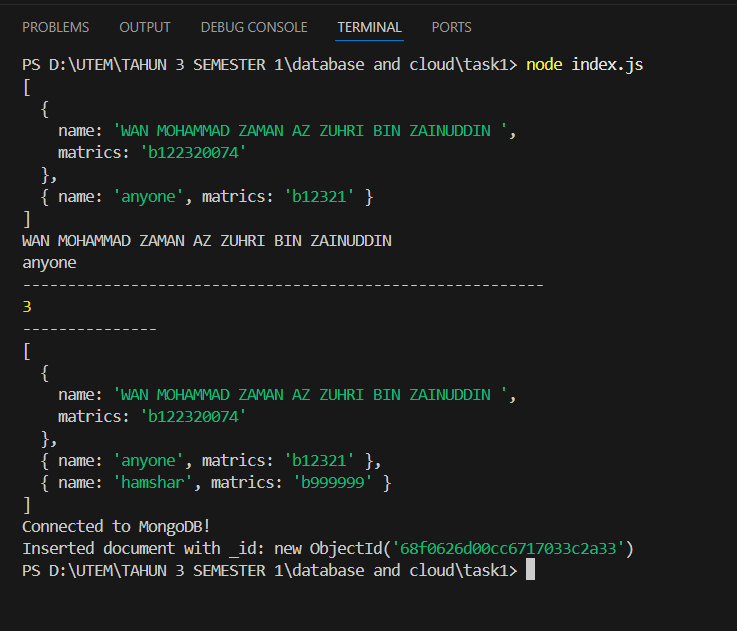 PROBLEMS OUTPUT DEBUG CONSOLE TERMINAL PORTS
PS D:\UTEM\TAHUN 3 SEMESTER 1\database and cloud\task1> node index.js
[
  {
    name: 'WAN MOHAMMAD ZAMAN AZ ZUHRI BIN ZAINUDDIN ',
    matrics: 'b122320074'
  },
  { name: 'anyone', matrics: 'b12321' }
]
WAN MOHAMMAD ZAMAN AZ ZUHRI BIN ZAINUDDIN
anyone
----------------------------------------------------------
3
---------------
[
  {
    name: 'WAN MOHAMMAD ZAMAN AZ ZUHRI BIN ZAINUDDIN ',
    matrics: 'b122320074'
  },
  { name: 'anyone', matrics: 'b12321' },
  { name: 'hamshar', matrics: 'b999999' }
]
Connected to MongoDB!
Inserted document with _id: new ObjectId('68f0626d00cc6717033c2a33')
PS D:\UTEM\TAHUN 3 SEMESTER 1\database and cloud\task1>